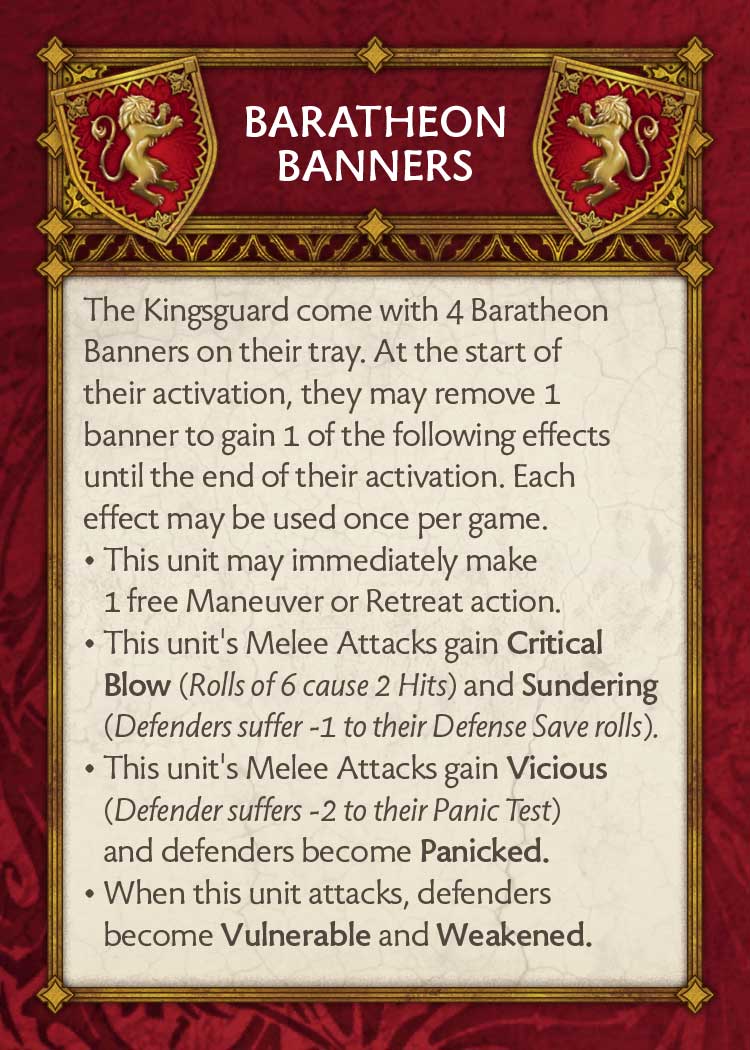 BARATHEON
BANNERS
The Kingsguard come with 4 Baratheon
Banners on their tray. At the start of
their activation, they may remove 1
banner to gain 1 of the following effects
until the end of their activation. Each
effect may be used once per game.
• This unit may immediately make
1 free Maneuver or Retreat action.
• This unit's Melee Attacks gain Critical
Blow (Rolls of 6 cause 2 Hits) and Sundering
(Defenders suffer -1 to their Defense Save rolls).
• This unit's Melee Attacks gain Vicious
(Defender suffers -2 to their Panic Test)
and defenders become Panicked.
• When this unit attacks, defenders
become Vulnerable and Weakened.